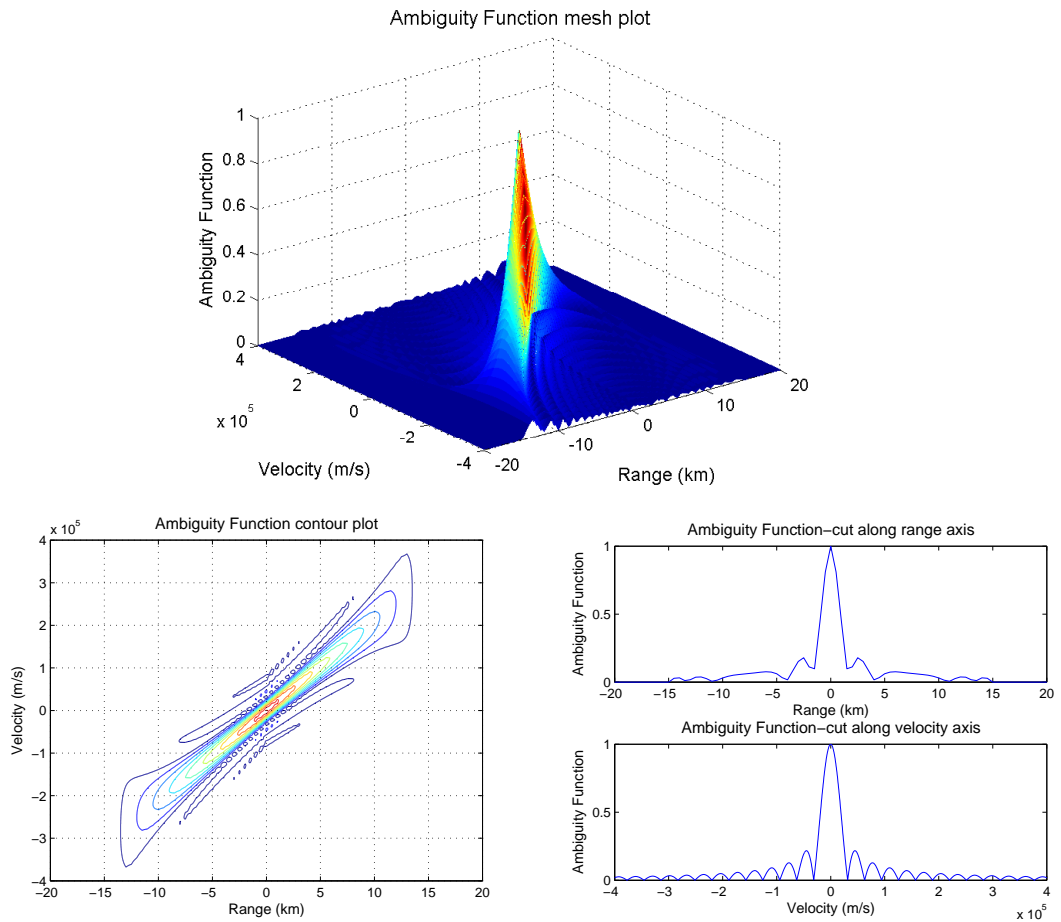 Ambiguity Function mesh plot
Ambiguity Function
1
0.8
0.6
0.4
0.2
0
4
2
0
-2
-4
x 10^5
Velocity (m/s)
-20
-10
0
10
20
Range (km)
Ambiguity Function contour plot
x 10^5
Velocity (m/s)
4
3
2
1
0
−1
−2
−3
−4
−20 −15 −10 −5 0 5 10 15 20
Range (km)
Ambiguity Function−cut along range axis
Ambiguity Function
1
0.5
0
−20 −15 −10 −5 0 5 10 15 20
Range (km)
Ambiguity Function−cut along velocity axis
Ambiguity Function
1
0.5
0
−4 −3 −2 −1 0 1 2 3 4
Velocity (m/s)
x 10^5